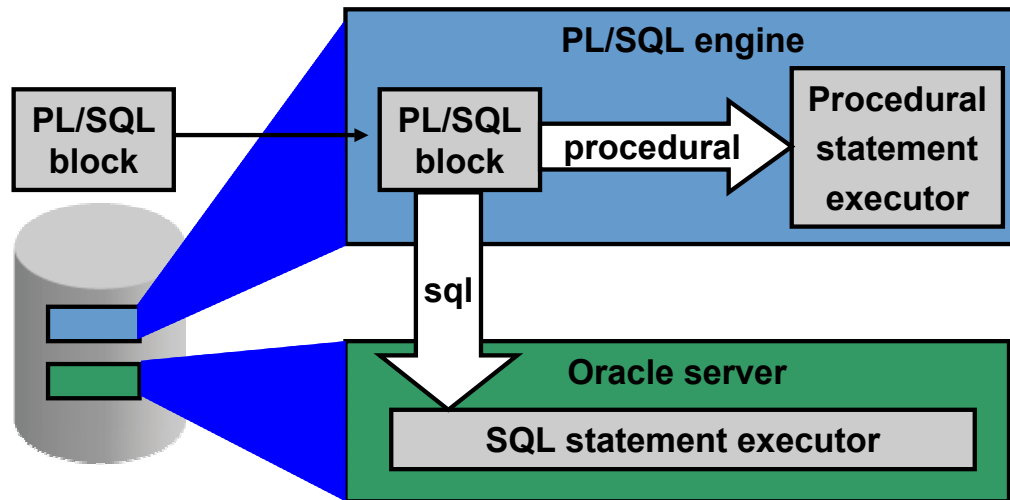 PL/SQL engine
PL/SQL
block
PL/SQL
block
procedural
Procedural
statement
executor
sql
Oracle server
SQL statement executor